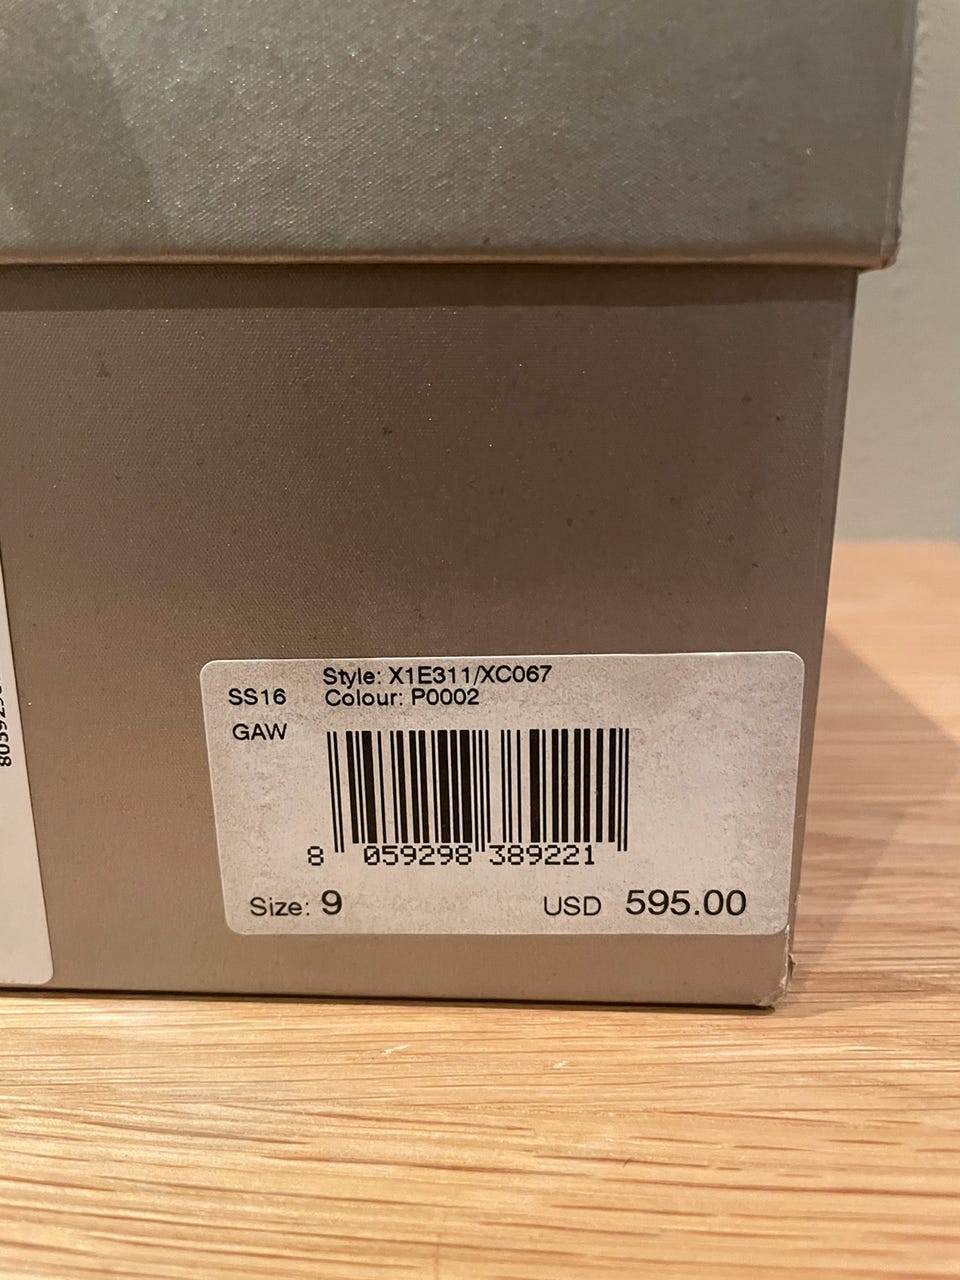 Style: X1E311/XC067
SS16 Colour: P0002
GAW
8 059298 389221
Size: 9 USD 595.00